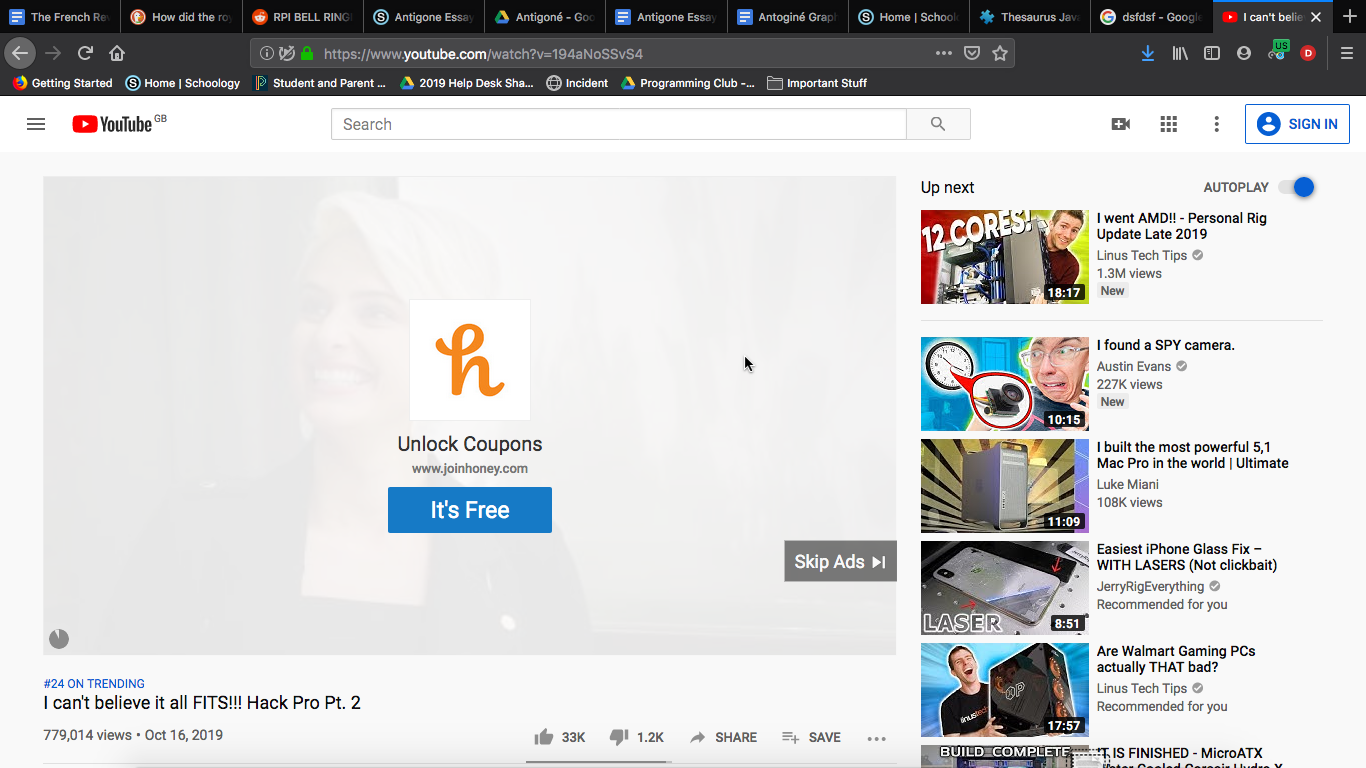 The French Rev
How did the roy
RPI BELL RING
Antigone Essay
Antigoné - Goo
Antigone Essay
Antoginé Graph
Home | Schoolo
Thesaurus Java
dsfdsf - Google
I can't believ
https://www.youtube.com/watch?v=194aNoSSvS4
US
D
Getting Started
Home | Schoology
Student and Parent ...
2019 Help Desk Sha...
Incident
Programming Club -...
Important Stuff
YouTube GB
Search
SIGN IN
Unlock Coupons
www.joinhoney.com
It's Free
Skip Ads
#24 ON TRENDING
I can't believe it all FITS!!! Hack Pro Pt. 2
779,014 views • Oct 16, 2019
33K
1.2K
SHARE
SAVE
Up next
AUTOPLAY
12 CORES!
18:17
I went AMD!! - Personal Rig
Update Late 2019
Linus Tech Tips
1.3M views
New
10:15
I found a SPY camera.
Austin Evans
227K views
New
11:09
I built the most powerful 5,1
Mac Pro in the world | Ultimate
Luke Miani
108K views
LASER
8:51
Easiest iPhone Glass Fix –
WITH LASERS (Not clickbait)
JerryRigEverything
Recommended for you
17:57
Are Walmart Gaming PCs
actually THAT bad?
Linus Tech Tips
Recommended for you
BUILD COMPLETE
IT IS FINISHED - MicroATX